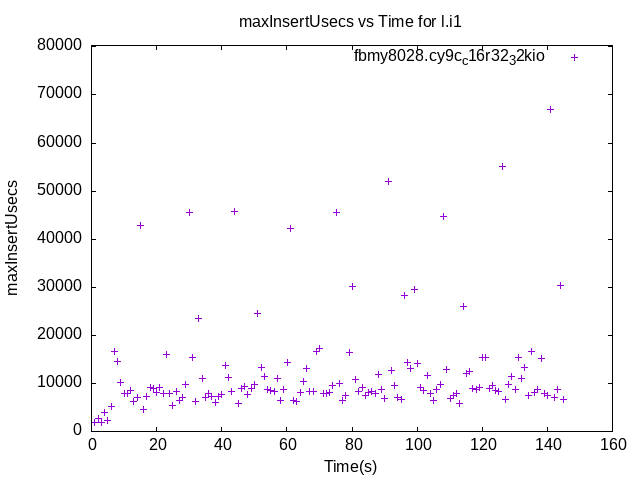 maxInsertUsecs vs Time for l.i1
fbmy8028.cy9c_c16r32_32kio
80000
70000
60000
50000
40000
30000
20000
10000
0
maxInsertUsecs
0 20 40 60 80 100 120 140 160
Time(s)